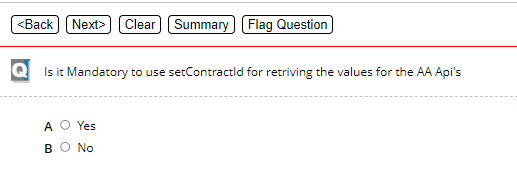 <Back Next> Clear Summary Flag Question
Q Is it Mandatory to use setContractId for retriving the values for the AA Api's
A Yes
B No